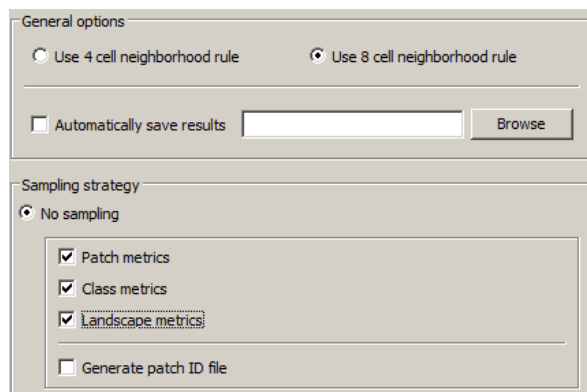 General options
Use 4 cell neighborhood rule Use 8 cell neighborhood rule
Automatically save results Browse
Sampling strategy
No sampling
Patch metrics
Class metrics
Landscape metrics
Generate patch ID file